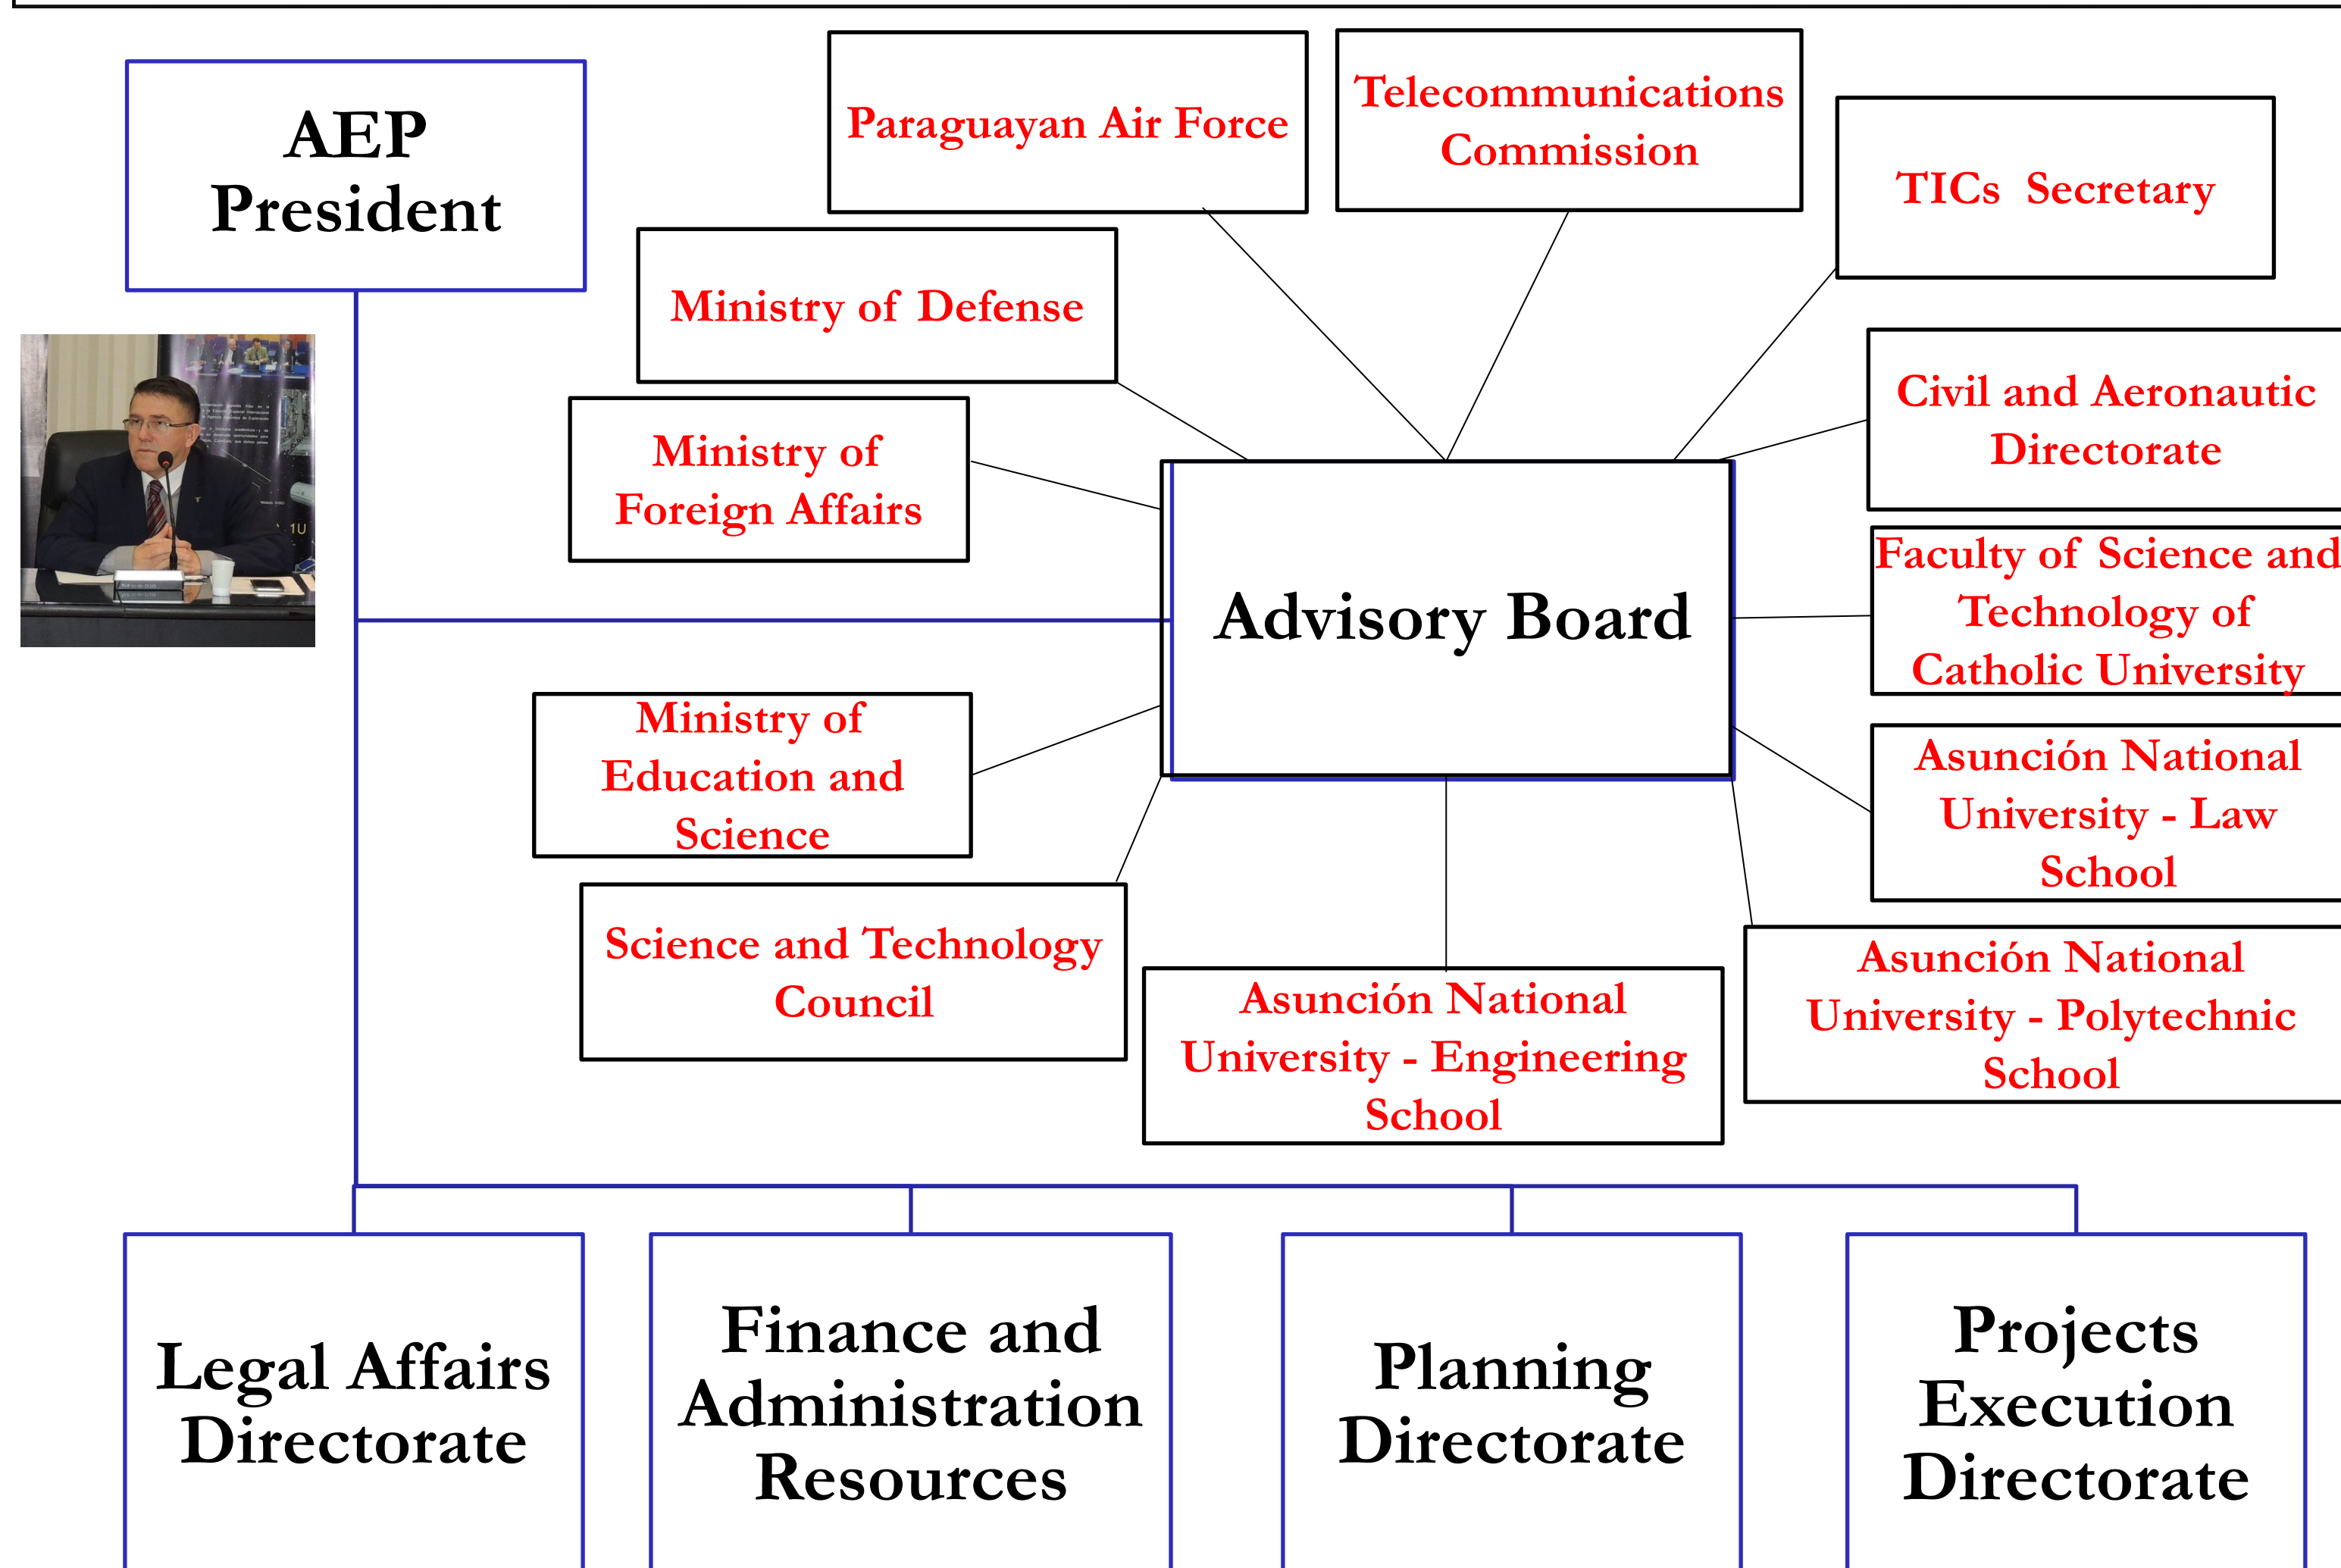 AEP
President
Paraguayan Air Force
Telecommunications
Commission
TICs Secretary
Ministry of Defense
Ministry of
Foreign Affairs
Civil and Aeronautic
Directorate
Advisory Board
Faculty of Science and
Technology of
Catholic University
Ministry of
Education and
Science
Asunción National
University - Law
School
Science and Technology
Council
Asunción National
University - Engineering
School
Asunción National
University - Polytechnic
School
Legal Affairs
Directorate
Finance and
Administration
Resources
Planning
Directorate
Projects
Execution
Directorate
1U